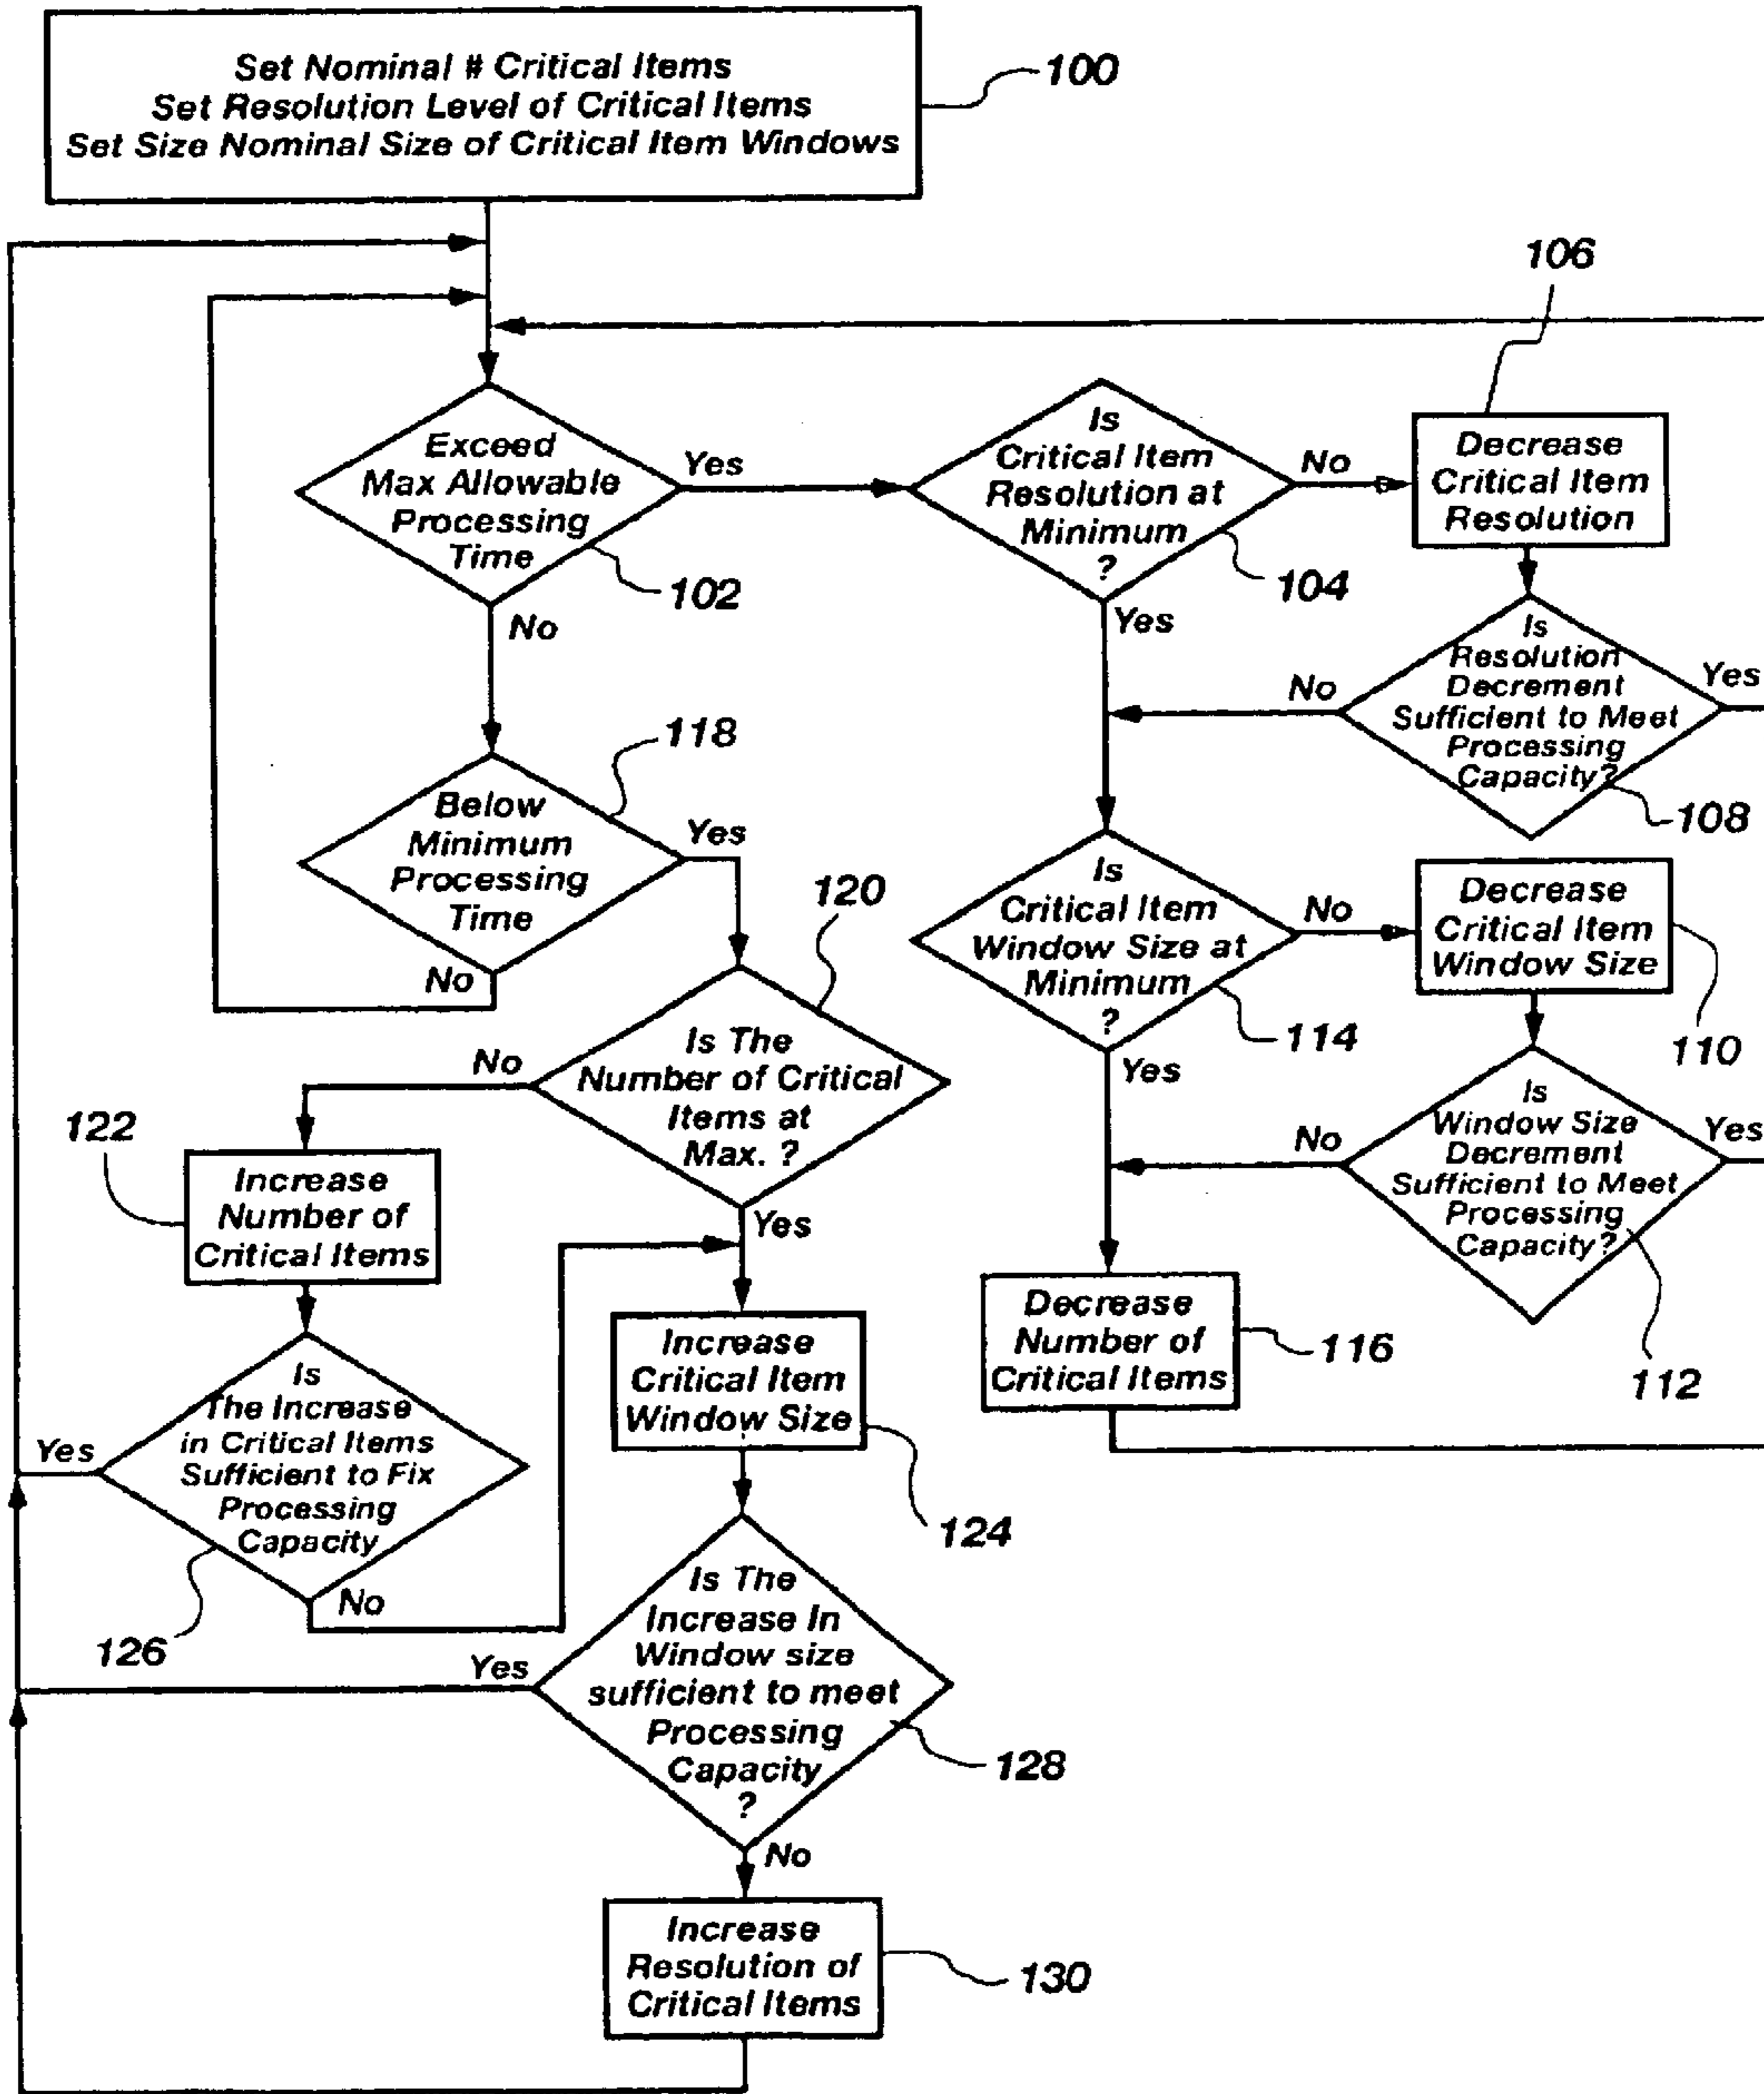 Set Nominal # Critical Items
Set Resolution Level of Critical Items
Set Size Nominal Size of Critical Item Windows
100
106
Exceed
Max Allowable
Processing
Time
102
Yes
No
Is
Critical Item
Resolution at
Minimum
?
104
No
Yes
Decrease
Critical Item
Resolution
Is
Resolution
Decrement
Sufficient to Meet
Processing
Capacity?
108
No
Yes
118
Below
Minimum
Processing
Time
Yes
No
120
Is
Critical Item
Window Size at
Minimum
?
114
No
Yes
Decrease
Critical Item
Window Size
110
Is The
Number of Critical
Items at
Max. ?
No
Yes
Is
Window Size
Decrement
Sufficient to Meet
Processing
Capacity?
112
No
Yes
122
Increase
Number of
Critical Items
Decrease
Number of
Critical Items
116
Increase
Critical Item
Window Size
124
Is
The Increase
in Critical Items
Sufficient to Fix
Processing
Capacity
126
Yes
No
Is The
Increase In
Window size
sufficient to meet
Processing
Capacity
?
128
Yes
No
Increase
Resolution of
Critical Items
130